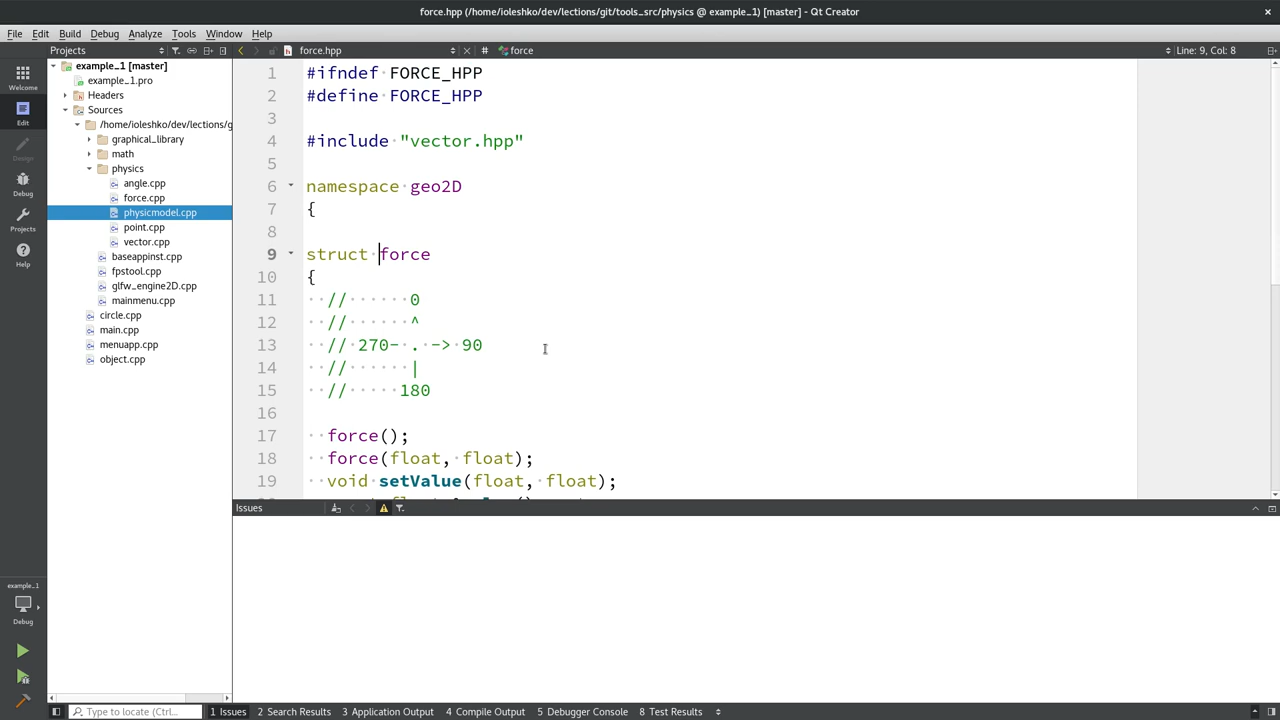 force.hpp (/home/ioleshko/dev/lections/git/tools_src/physics @ example_1) [master] - Qt Creator
File Edit Build Debug Analyze Tools Window Help
Projects
force.hpp
# force
Line: 9, Col: 8
Welcome
Edit
Design
Debug
Projects
Help
example_1
Debug
example_1 [master]
example_1.pro
Headers
Sources
/home/ioleshko/dev/lections/g
graphical_library
math
physics
angle.cpp
force.cpp
physicmodel.cpp
point.cpp
vector.cpp
baseappinst.cpp
fpstool.cpp
glfw_engine2D.cpp
mainmenu.cpp
circle.cpp
main.cpp
menuapp.cpp
object.cpp
1 #ifndef FORCE_HPP
2 #define FORCE_HPP
3
4 #include "vector.hpp"
5
6 namespace geo2D
7 {
8
9 struct force
10 {
11 // 0
12 // ^
13 // 270- . -> 90
14 // |
15 // 180
16
17 force();
18 force(float, float);
19 void setValue(float, float);
Issues
Type to locate (Ctrl...
1 Issues 2 Search Results 3 Application Output 4 Compile Output 5 Debugger Console 8 Test Results